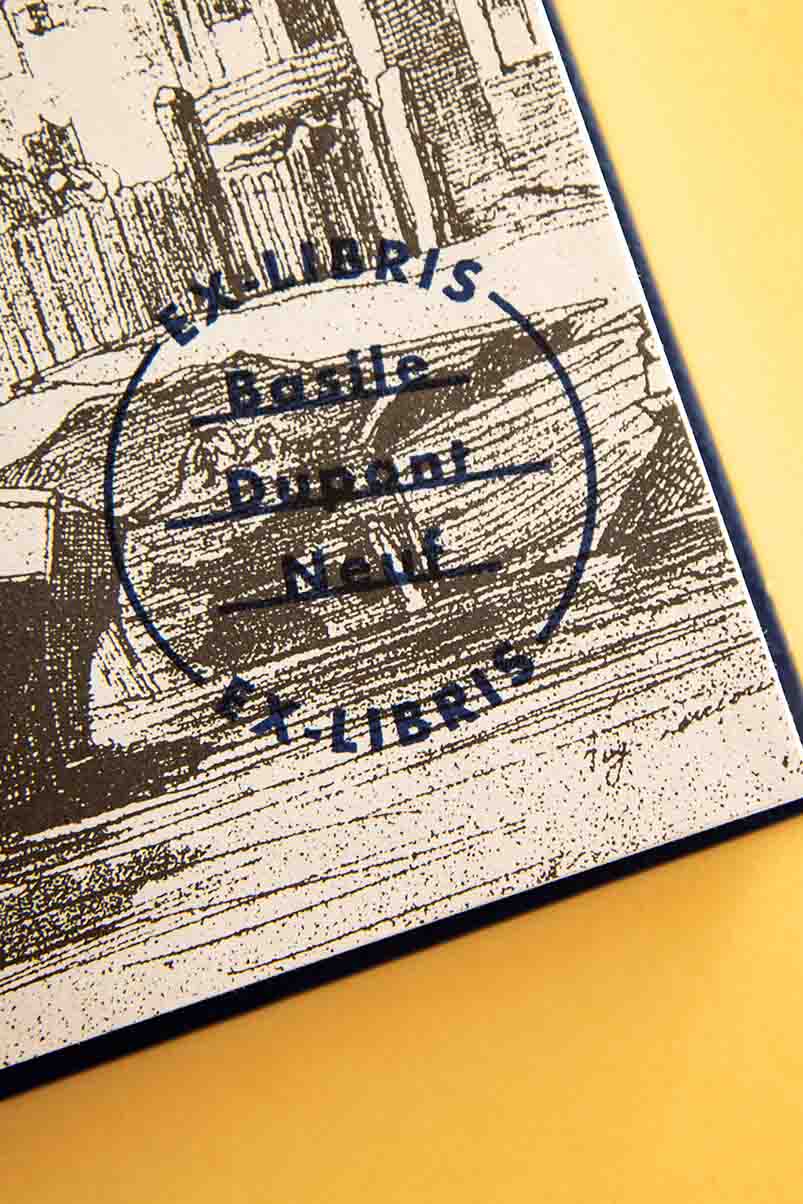 EX-LIBRIS
Basile
Dupont
Neuf
EX-LIBRIS